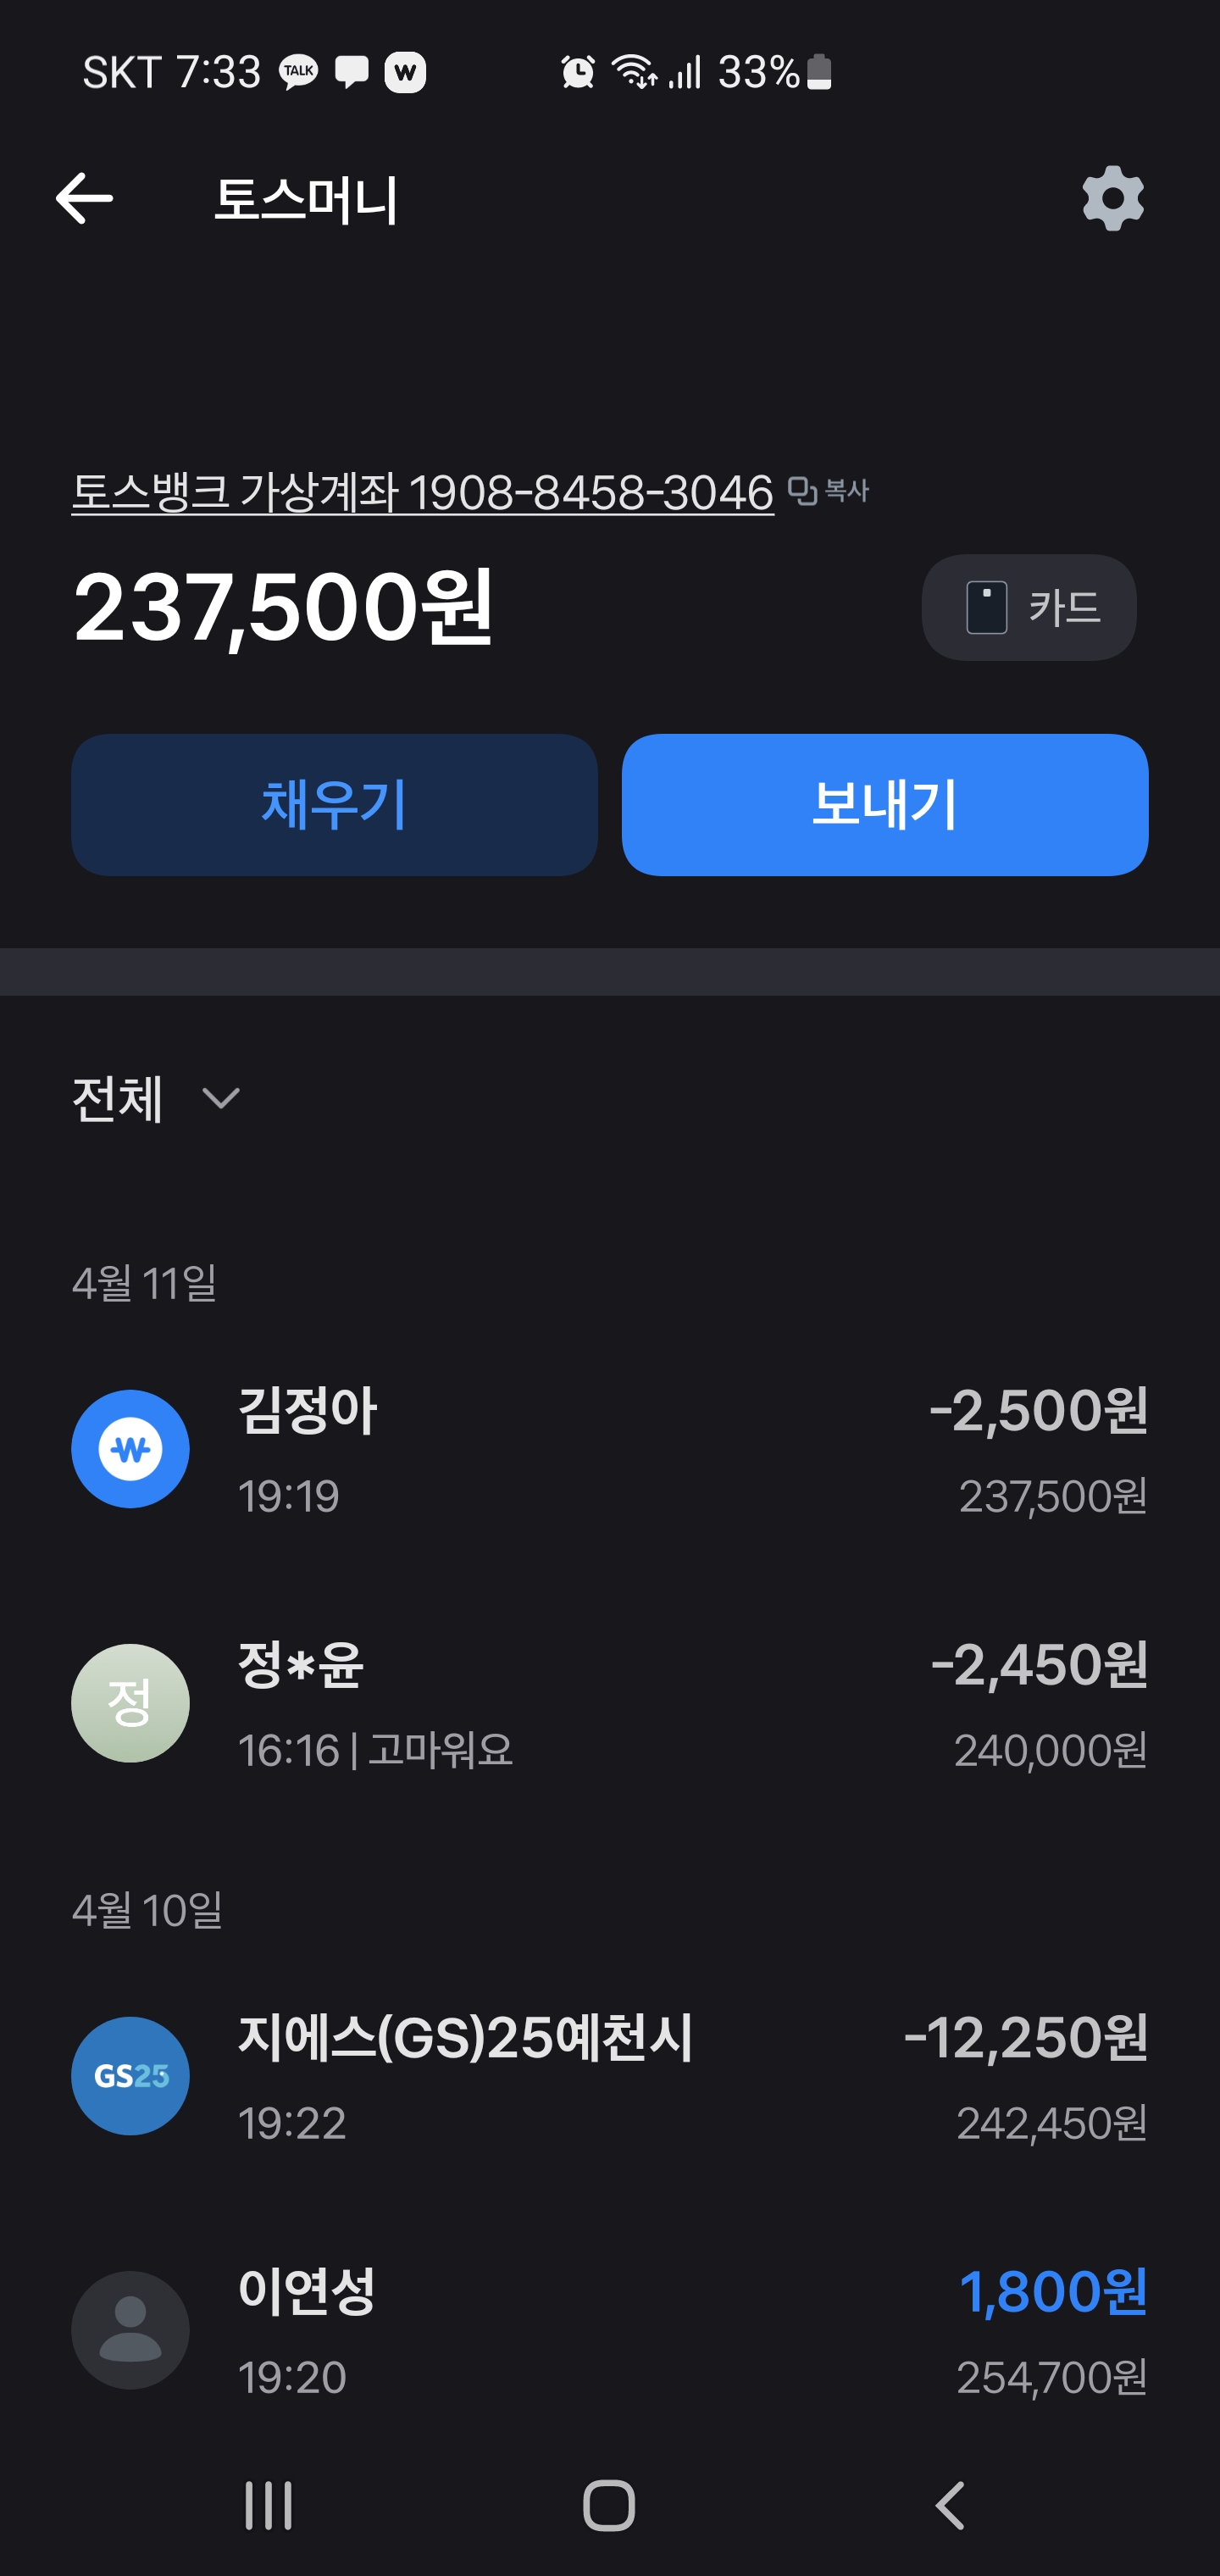 SKT 7:33 TALK W 33%
토스머니
토스뱅크 가상계좌 1908-8458-3046 복사
237,500원
카드
채우기 보내기
전체
4월 11일
₩ 김정아 -2,500원
19:19 237,500원
정 정*윤 -2,450원
16:16 | 고마워요 240,000원
4월 10일
GS25 지에스(GS)25예천시 -12,250원
19:22 242,450원
이연성 1,800원
19:20 254,700원